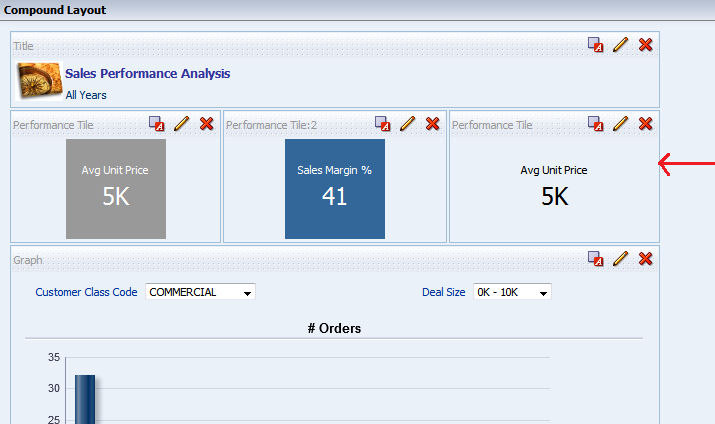 Compound Layout
Title
Sales Performance Analysis
All Years
Performance Tile
Performance Tile:2
Performance Tile
Avg Unit Price
5K
Sales Margin %
41
Avg Unit Price
5K
Graph
Customer Class Code COMMERCIAL
Deal Size 0K - 10K
# Orders
35
30
25